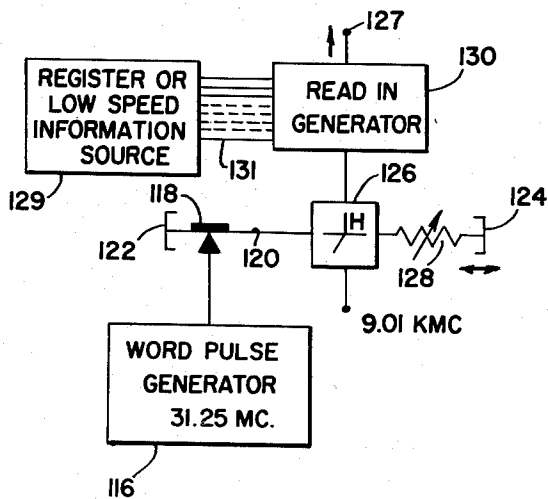 127
130
REGISTER OR
LOW SPEED
INFORMATION
SOURCE
READ IN
GENERATOR
131
129
118
126
124
122
H
120
128
9.01 KMC
WORD PULSE
GENERATOR
31.25 MC.
116